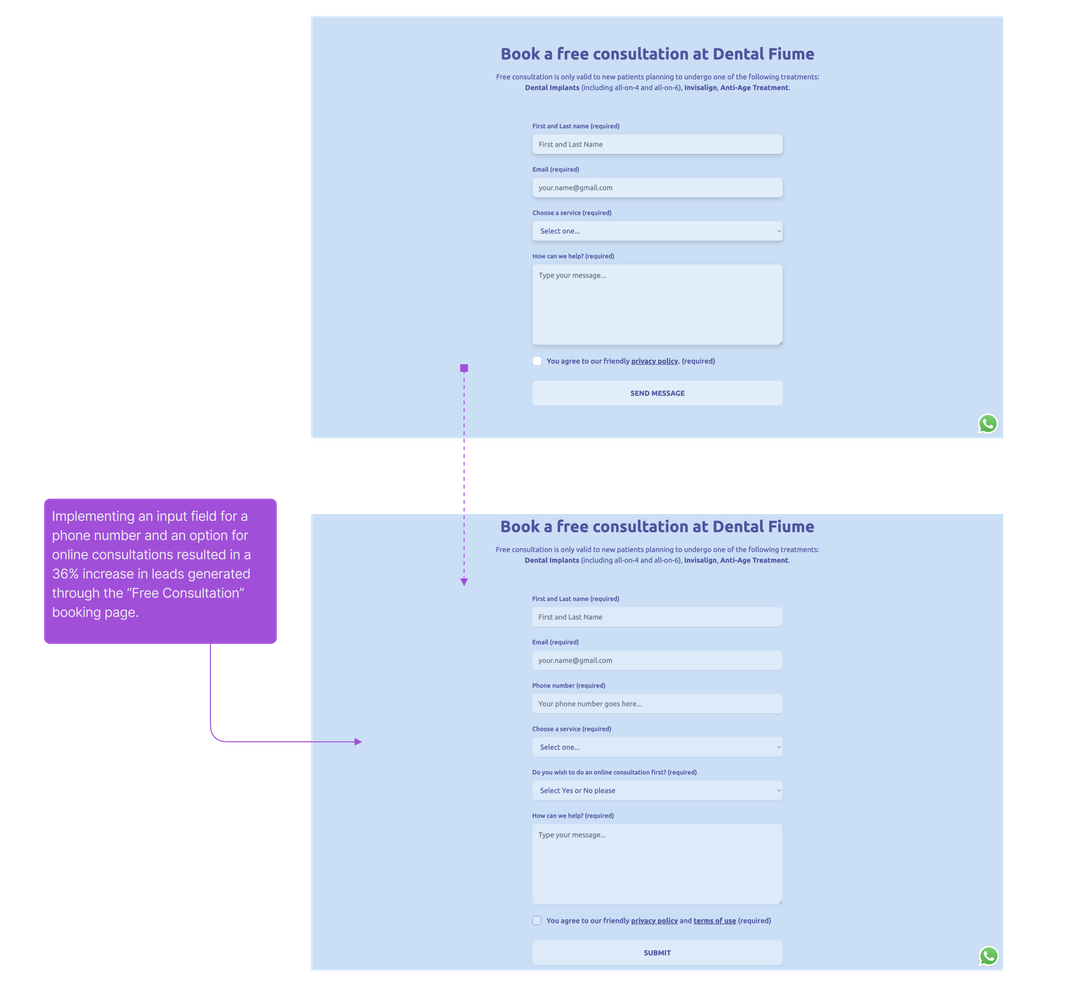 Book a free consultation at Dental Fiume
Free consultation is only valid to new patients planning to undergo one of the following treatments:
Dental Implants (including all-on-4 and all-on-6), Invisalign, Anti-Age Treatment.
First and Last name (required)
First and Last Name
Email (required)
your.name@gmail.com
Choose a service (required)
Select one...
How can we help? (required)
Type your message...
You agree to our friendly privacy policy. (required)
SEND MESSAGE
Implementing an input field for a
phone number and an option for
online consultations resulted in a
36% increase in leads generated
through the “Free Consultation”
booking page.
Book a free consultation at Dental Fiume
Free consultation is only valid to new patients planning to undergo one of the following treatments:
Dental Implants (including all-on-4 and all-on-6), Invisalign, Anti-Age Treatment.
First and Last name (required)
First and Last Name
Email (required)
your.name@gmail.com
Phone number (required)
Your phone number goes here...
Choose a service (required)
Select one...
Do you wish to do an online consultation first? (required)
Select Yes or No please
How can we help? (required)
Type your message...
You agree to our friendly privacy policy and terms of use (required)
SUBMIT